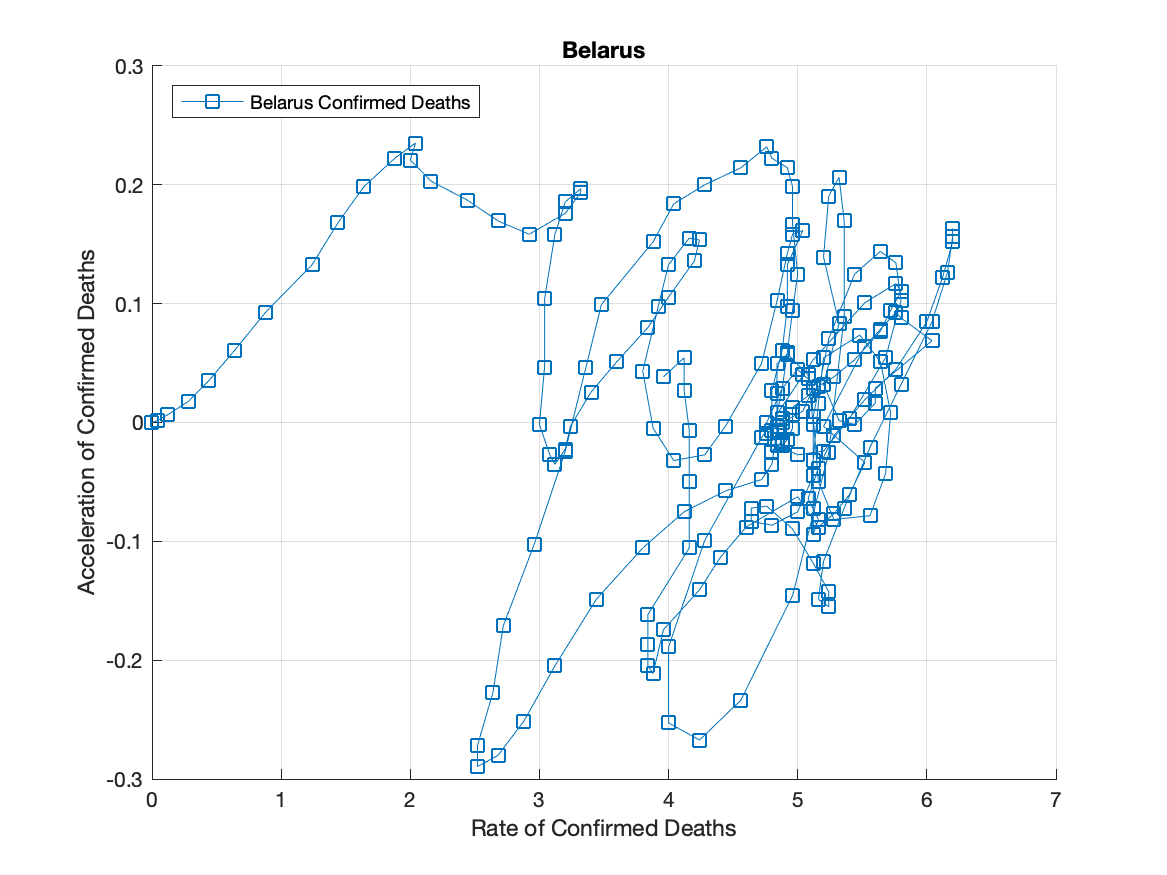 Belarus
Belarus Confirmed Deaths
0.3
0.2
0.1
0
-0.1
-0.2
-0.3
Acceleration of Confirmed Deaths
0 1 2 3 4 5 6 7
Rate of Confirmed Deaths